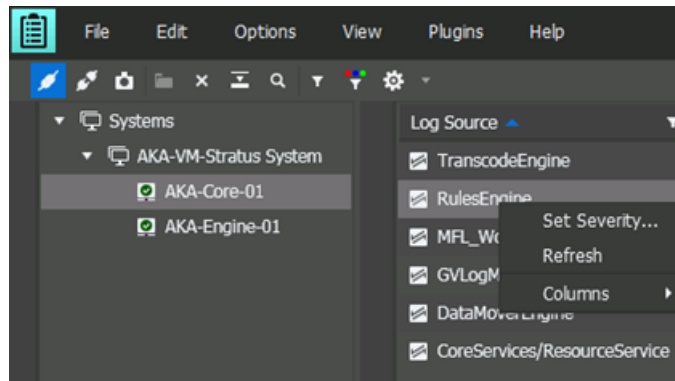 File Edit Options View Plugins Help
Systems
AKA-VM-Stratus System
AKA-Core-01
AKA-Engine-01
Log Source
TranscodeEngine
RulesEngine
GVLogM
DataMoverEngine
CoreServices/ResourceService
Set Severity...
Refresh
Columns